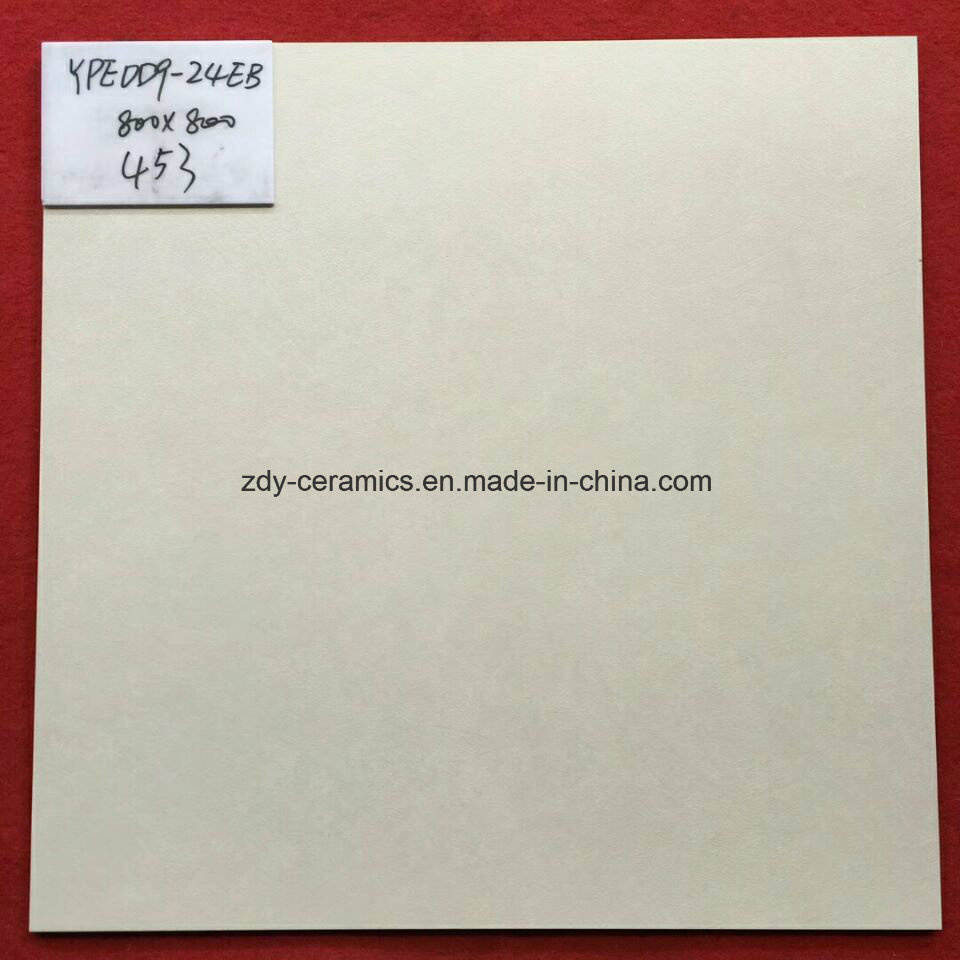 YPEDD9-24EB
800X800
453
zdy-ceramics.en.made-in-china.com